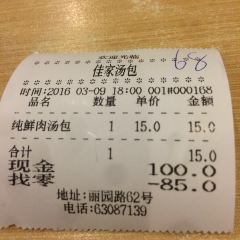 欢迎光临
68
佳家汤包
时间:2016-03-09 18:00 001#000168
品名 数量 单价 金额
纯鲜肉汤包 1 15.0 15.0
合计 1 15.0
现金 100.0
找零 -85.0
地址:丽园路62号
电话:63087139